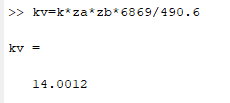 >> kv=k*za*zb*6869/490.6
kv =
14.0012